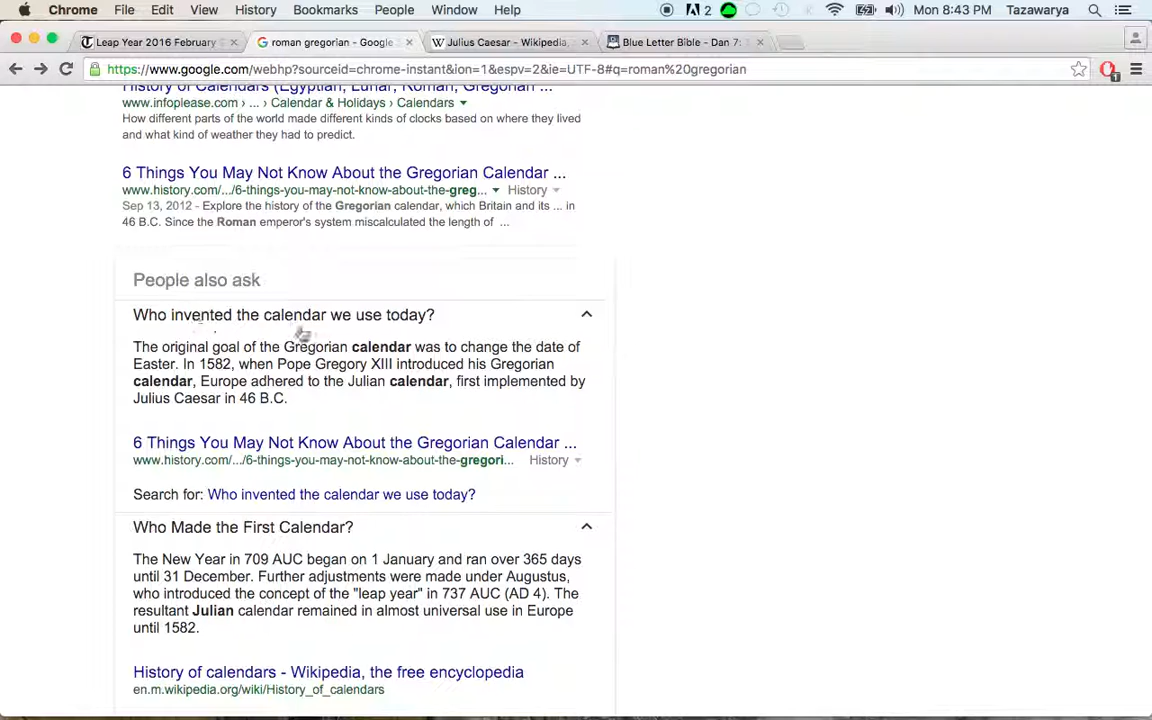 Chrome File Edit View History Bookmarks People Window Help 2 Mon 8:43 PM Tazawarya
Leap Year 2016 February roman gregorian - Google Julius Caesar - Wikipedia, Blue Letter Bible - Dan 7:
https://www.google.com/webhp?sourceid=chrome-instant&ion=1&espv=2&ie=UTF-8#q=roman%20gregorian 1
History of Calendars (Egyptian, Lunar, Roman, Gregorian ...
www.infoplease.com › ... › Calendar & Holidays › Calendars
How different parts of the world made different kinds of clocks based on where they lived
and what kind of weather they had to predict.
6 Things You May Not Know About the Gregorian Calendar ...
www.history.com/.../6-things-you-may-not-know-about-the-greg... History
Sep 13, 2012 - Explore the history of the Gregorian calendar, which Britain and its ... in
46 B.C. Since the Roman emperor's system miscalculated the length of ...
People also ask
Who invented the calendar we use today?
The original goal of the Gregorian calendar was to change the date of
Easter. In 1582, when Pope Gregory XIII introduced his Gregorian
calendar, Europe adhered to the Julian calendar, first implemented by
Julius Caesar in 46 B.C.
6 Things You May Not Know About the Gregorian Calendar ...
www.history.com/.../6-things-you-may-not-know-about-the-gregori... History
Search for: Who invented the calendar we use today?
Who Made the First Calendar?
The New Year in 709 AUC began on 1 January and ran over 365 days
until 31 December. Further adjustments were made under Augustus,
who introduced the concept of the "leap year" in 737 AUC (AD 4). The
resultant Julian calendar remained in almost universal use in Europe
until 1582.
History of calendars - Wikipedia, the free encyclopedia
en.m.wikipedia.org/wiki/History_of_calendars